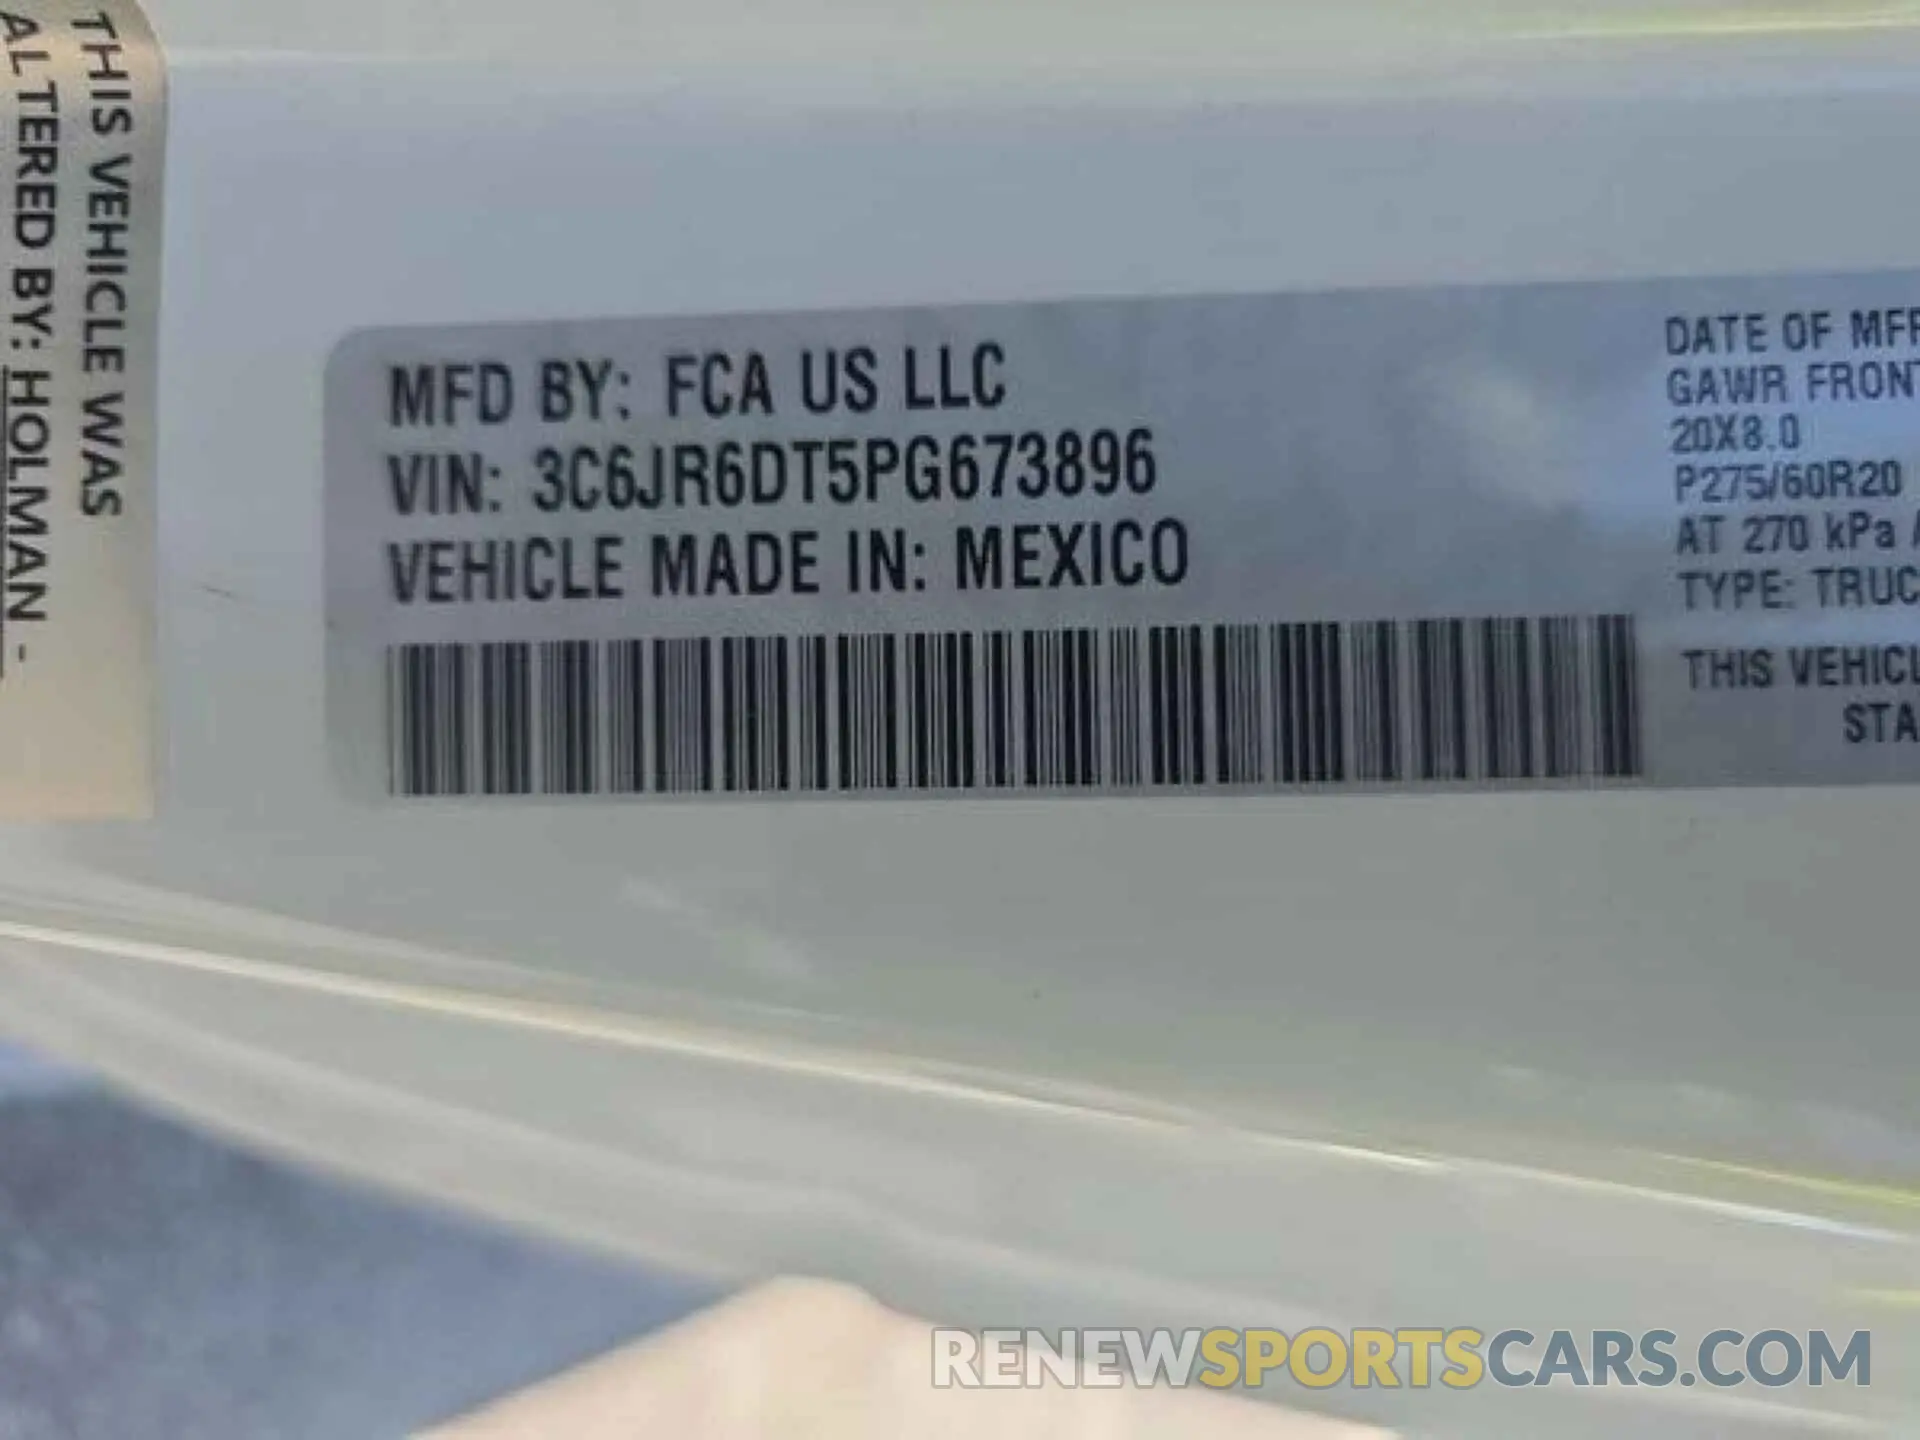 THIS VEHICLE WAS
ALTERED BY: HOLMAN -
MFD BY: FCA US LLC
VIN: 3C6JR6DT5PG673896
VEHICLE MADE IN: MEXICO
DATE OF MFR
GAWR FRONT
20X8.0
P275/60R20
AT 270 kPa
TYPE: TRUC
THIS VEHICL
STA
RENEWSPORTSCARS.COM